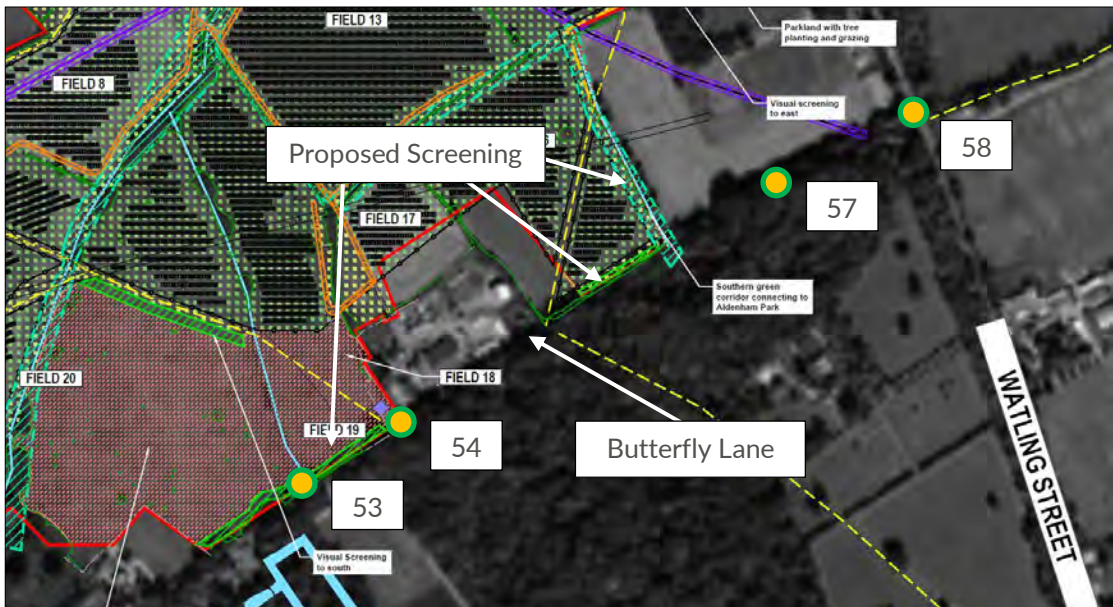 FIELD 13
Parkland with tree
planting and grazing
FIELD 8
Visual screening
to east
Proposed Screening
58
57
FIELD 17
Southern green
corridor connecting to
Aldenham Park
FIELD 20
FIELD 18
FIELD 19
54
Butterfly Lane
53
WATLING STREET
Visual Screening
to south